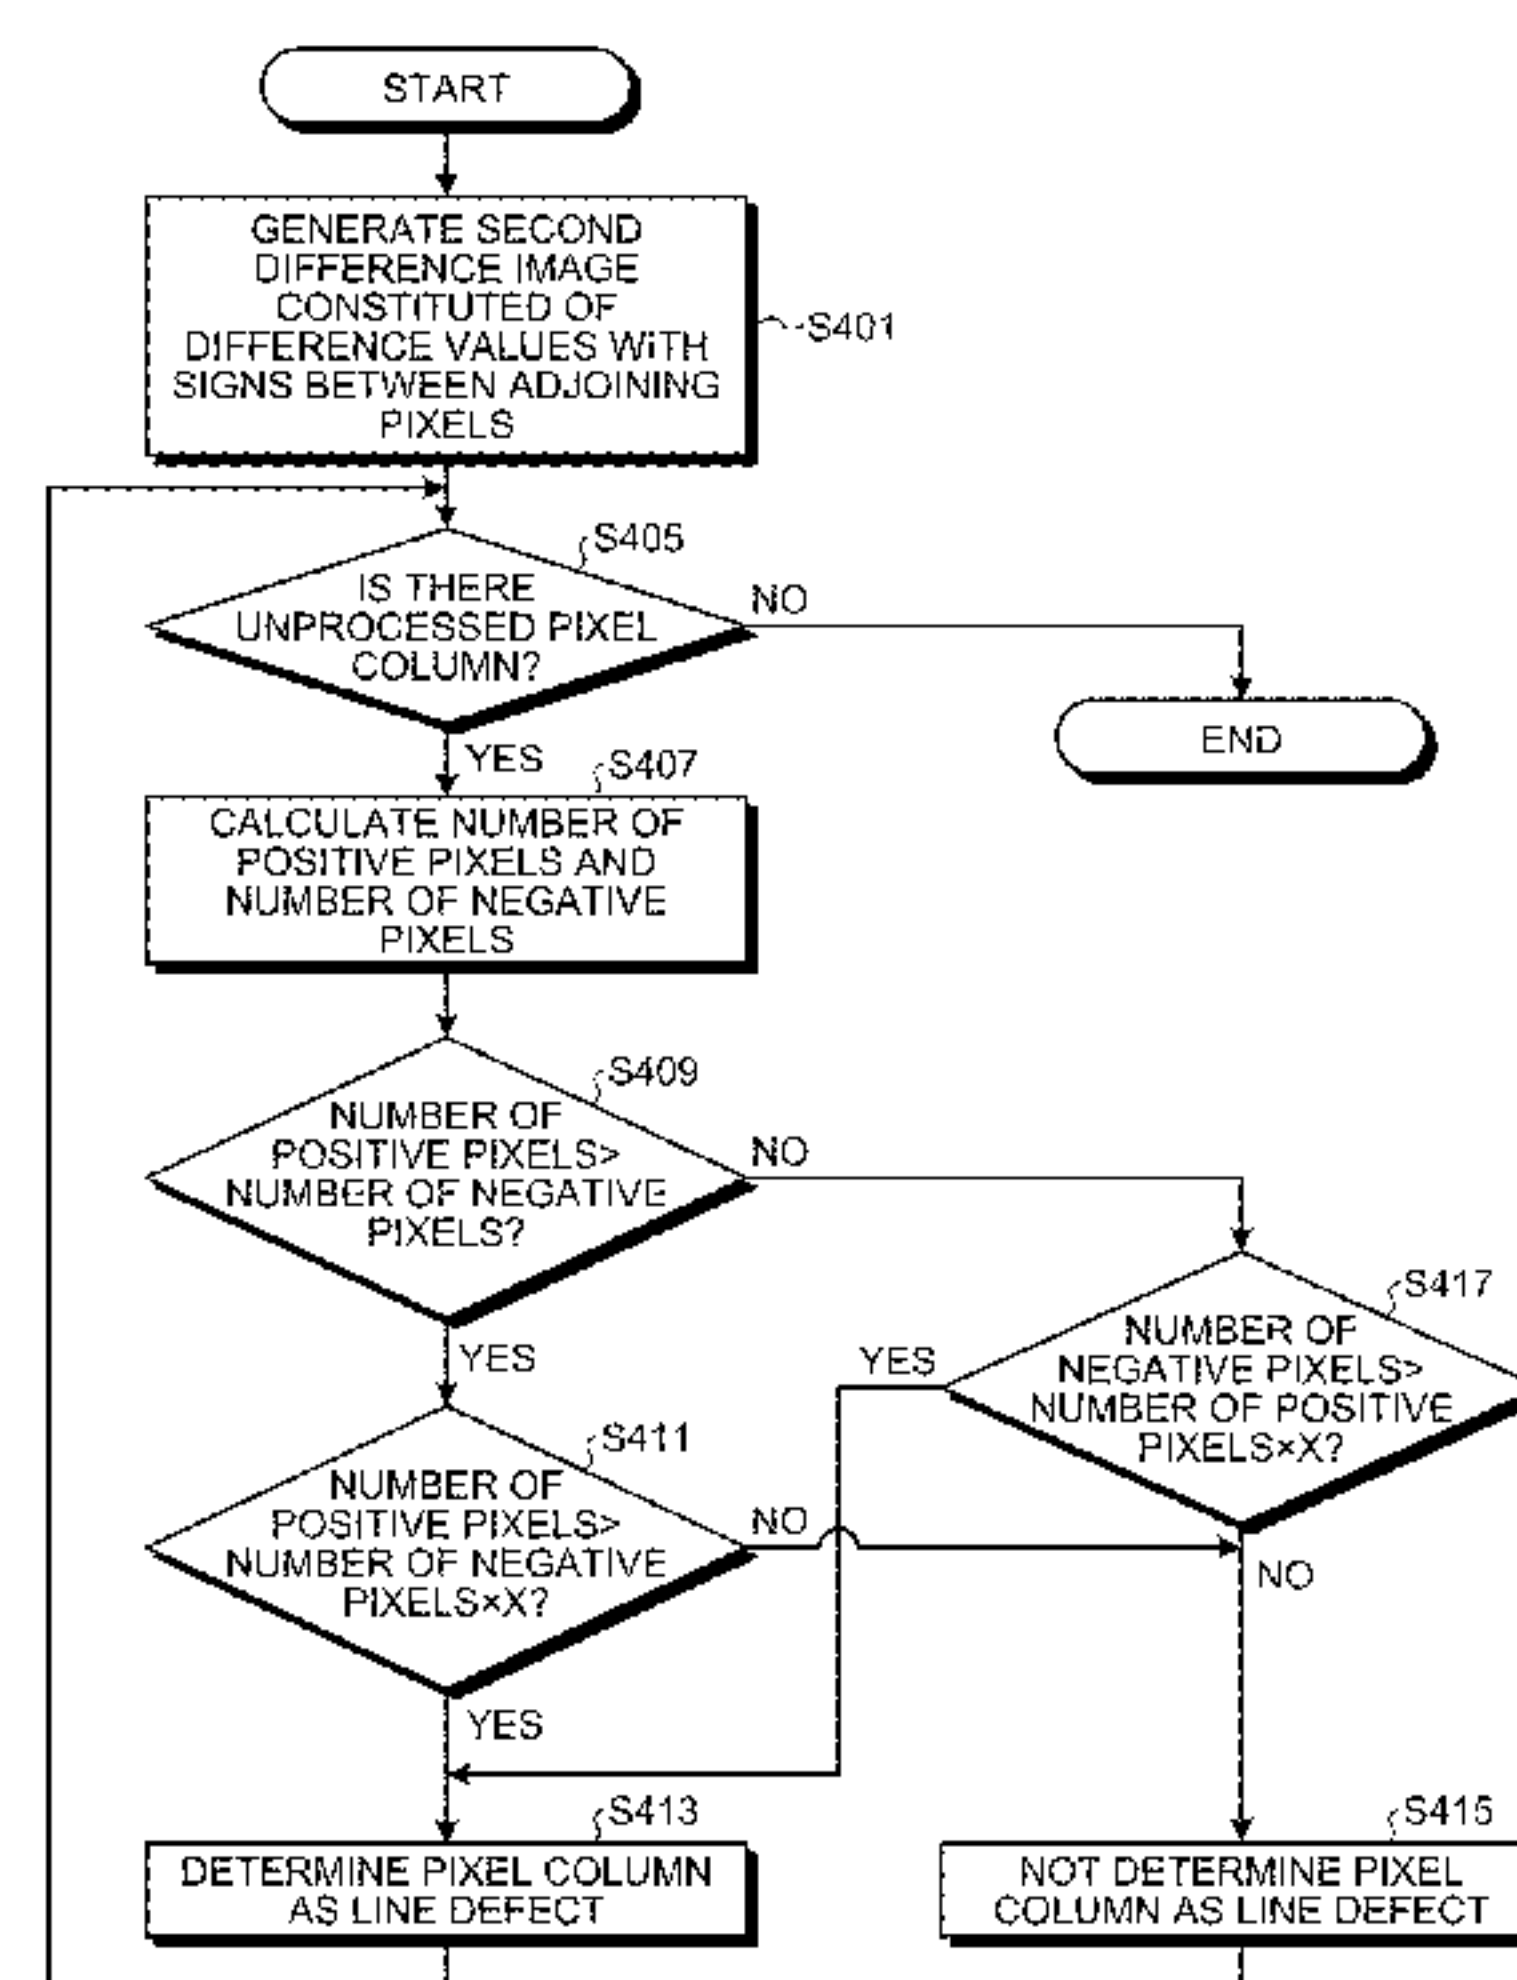 START
GENERATE SECOND
DIFFERENCE IMAGE
CONSTITUTED OF
DIFFERENCE VALUES WITH
SIGNS BETWEEN ADJOINING
PIXELS
S401
S405
IS THERE
UNPROCESSED PIXEL
COLUMN?
NO
END
YES
S407
CALCULATE NUMBER OF
POSITIVE PIXELS AND
NUMBER OF NEGATIVE
PIXELS
S409
NUMBER OF
POSITIVE PIXELS>
NUMBER OF NEGATIVE
PIXELS?
NO
YES
S417
NUMBER OF
NEGATIVE PIXELS>
NUMBER OF POSITIVE
PIXELS×X?
YES
NO
S411
NUMBER OF
POSITIVE PIXELS>
NUMBER OF NEGATIVE
PIXELS×X?
NO
YES
S413
DETERMINE PIXEL COLUMN
AS LINE DEFECT
S415
NOT DETERMINE PIXEL
COLUMN AS LINE DEFECT